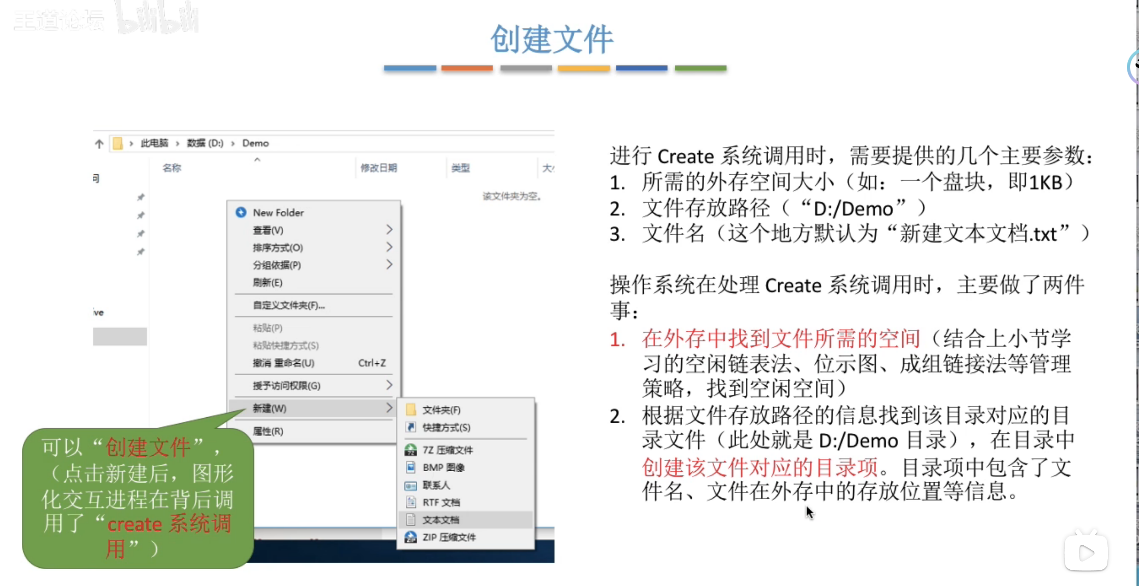 王道论坛
bilibili
创建文件
此电脑 › 数据 (D:) › Demo
名称
修改日期
类型
大
问
该文件夹为空。
New Folder
查看(V)
排序方式(O)
分组依据(P)
刷新(E)
自定义文件夹(F)...
粘贴(P)
粘贴快捷方式(S)
撤消 重命名(U) Ctrl+Z
授予访问权限(G)
新建(W)
属性(R)
ve
文件夹(F)
快捷方式(S)
7Z 压缩文件
BMP 图像
联系人
RTF 文档
文本文档
ZIP 压缩文件
可以“创建文件”，
（点击新建后，图形
化交互进程在背后调
用了“create 系统调
用”）
进行 Create 系统调用时，需要提供的几个主要参数：
1. 所需的外存空间大小（如：一个盘块，即1KB）
2. 文件存放路径（“D:/Demo”）
3. 文件名（这个地方默认为“新建文本文档.txt”）
操作系统在处理 Create 系统调用时，主要做了两件
事：
1. 在外存中找到文件所需的空间（结合上小节学
习的空闲链表法、位示图、成组链接法等管理
策略，找到空闲空间）
2. 根据文件存放路径的信息找到该目录对应的目
录文件（此处就是 D:/Demo 目录），在目录中
创建该文件对应的目录项。目录项中包含了文
件名、文件在外存中的存放位置等信息。